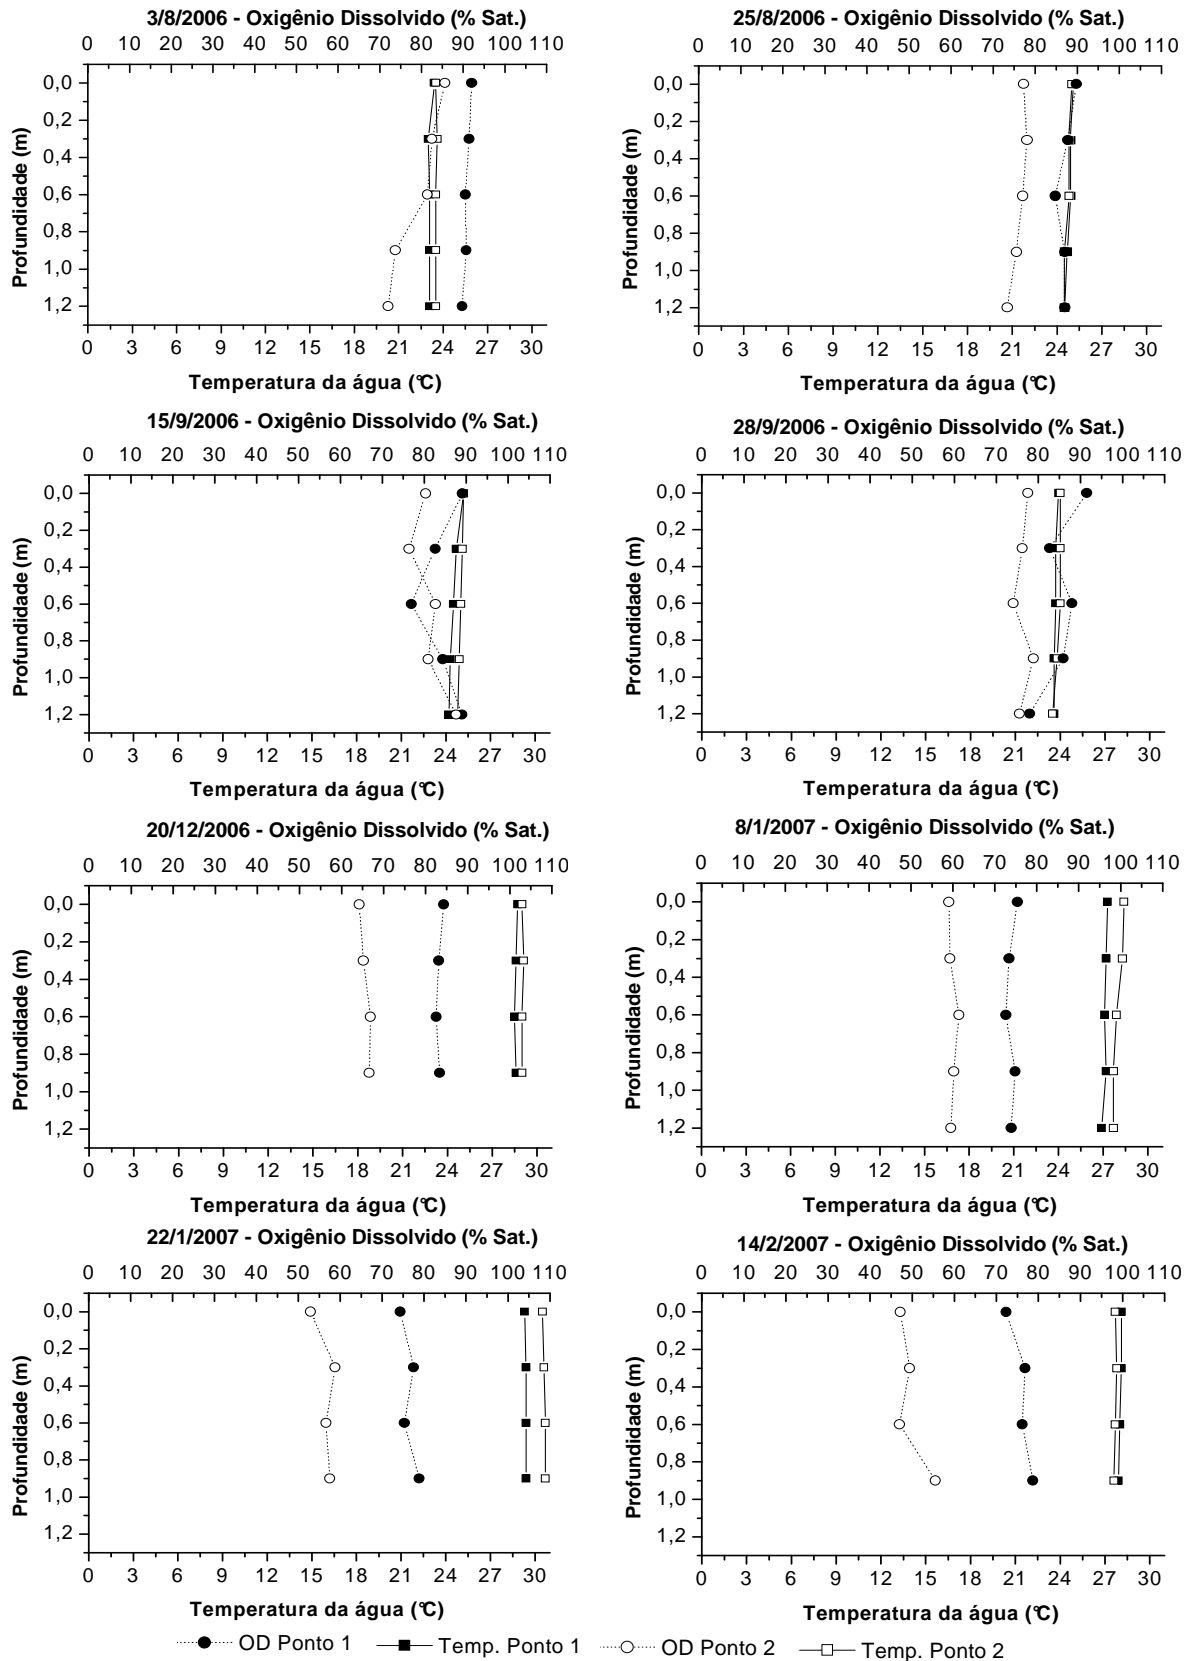 3/8/2006 - Oxigênio Dissolvido (% Sat.)
0 10 20 30 40 50 60 70 80 90 100 110
0,0
0,2
0,4
0,6
0,8
1,0
1,2
Profundidade (m)
0 3 6 9 12 15 18 21 24 27 30
Temperatura da água (°C)
25/8/2006 - Oxigênio Dissolvido (% Sat.)
0 10 20 30 40 50 60 70 80 90 100 110
0,0
0,2
0,4
0,6
0,8
1,0
1,2
Profundidade (m)
0 3 6 9 12 15 18 21 24 27 30
Temperatura da água (°C)
15/9/2006 - Oxigênio Dissolvido (% Sat.)
0 10 20 30 40 50 60 70 80 90 100 110
0,0
0,2
0,4
0,6
0,8
1,0
1,2
Profundidade (m)
0 3 6 9 12 15 18 21 24 27 30
Temperatura da água (°C)
28/9/2006 - Oxigênio Dissolvido (% Sat.)
0 10 20 30 40 50 60 70 80 90 100 110
0,0
0,2
0,4
0,6
0,8
1,0
1,2
Profundidade (m)
0 3 6 9 12 15 18 21 24 27 30
Temperatura da água (°C)
20/12/2006 - Oxigênio Dissolvido (% Sat.)
0 10 20 30 40 50 60 70 80 90 100 110
0,0
0,2
0,4
0,6
0,8
1,0
1,2
Profundidade (m)
0 3 6 9 12 15 18 21 24 27 30
Temperatura da água (°C)
8/1/2007 - Oxigênio Dissolvido (% Sat.)
0 10 20 30 40 50 60 70 80 90 100 110
0,0
0,2
0,4
0,6
0,8
1,0
1,2
Profundidade (m)
0 3 6 9 12 15 18 21 24 27 30
Temperatura da água (°C)
22/1/2007 - Oxigênio Dissolvido (% Sat.)
0 10 20 30 40 50 60 70 80 90 100 110
0,0
0,2
0,4
0,6
0,8
1,0
1,2
Profundidade (m)
0 3 6 9 12 15 18 21 24 27 30
Temperatura da água (°C)
14/2/2007 - Oxigênio Dissolvido (% Sat.)
0 10 20 30 40 50 60 70 80 90 100 110
0,0
0,2
0,4
0,6
0,8
1,0
1,2
Profundidade (m)
0 3 6 9 12 15 18 21 24 27 30
Temperatura da água (°C)
OD Ponto 1 Temp. Ponto 1 OD Ponto 2 Temp. Ponto 2